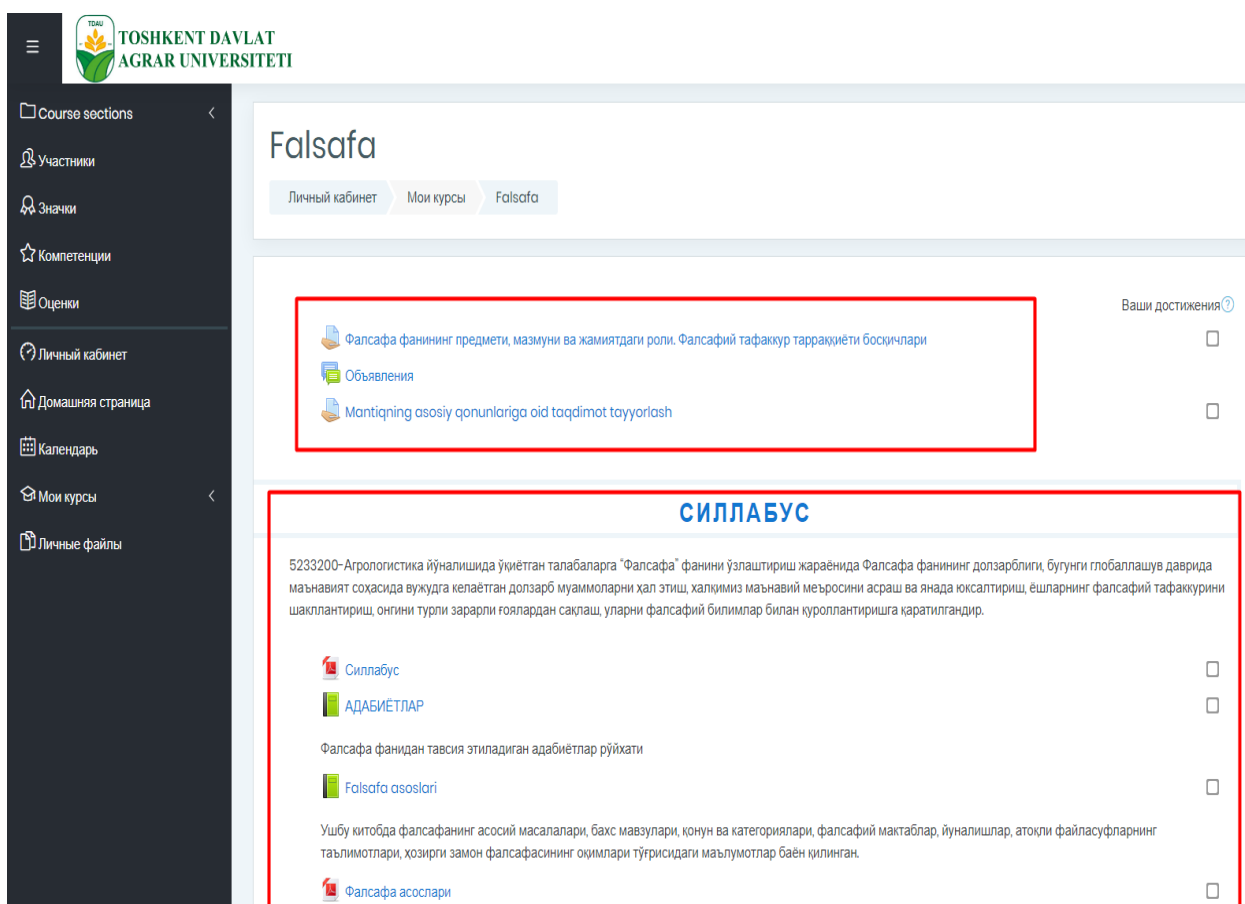 TDAU
TOSHKENT DAVLAT
AGRAR UNIVERSITETI
Course sections
Участники
Значки
Компетенции
Оценки
Личный кабинет
Домашняя страница
Календарь
Мои курсы
Личные файлы
Falsafa
Личный кабинет Мои курсы Falsafa
Ваши достижения
Фалсафа фанининг предмети, мазмуни ва жамиятдаги роли. Фалсафий тафаккур тарраққиёти босқичлари
Объявления
Mantiqning asosiy qonunlariga oid taqdimot tayyorlash
СИЛЛАБУС
5233200-Агрологистика йўналишида ўқиётган талабаларга "Фалсафа" фанини ўзлаштириш жараёнида Фалсафа фанининг долзарблиги, бугунги глобаллашув даврида
маънавият соҳасида вужудга келаётган долзарб муаммоларни ҳал этиш, халқимиз маънавий меъросини асраш ва янада юксалтириш, ёшларнинг фалсафий тафаккурини
шакллантириш, онгини турли зарарли ғоялардан сақлаш, уларни фалсафий билимлар билан қуроллантиришга қаратилгандир.
Силлабус
АДАБИЁТЛАР
Фалсафа фанидан тавсия этиладиган адабиётлар рўйхати
Falsafa asoslari
Ушбу китобда фалсафанинг асосий масалалари, бахс мавзулари, қонун ва категориялари, фалсафий мактаблар, йуналишлар, атоқли файласуфларнинг
таълимотлари, ҳозирги замон фалсафасининг оқимлари тўғрисидаги маълумотлар баён қилинган.
Фалсафа асослари